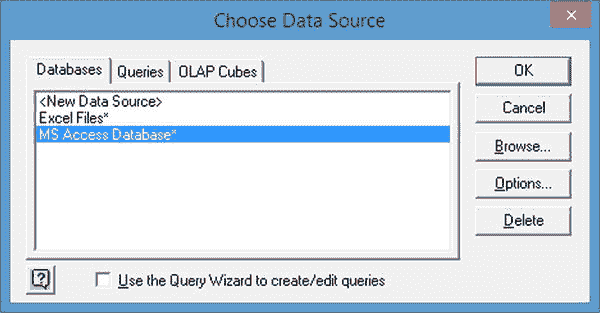 Choose Data Source
Databases Queries OLAP Cubes
<New Data Source>
Excel Files*
MS Access Database*
OK
Cancel
Browse...
Options...
Delete
Use the Query Wizard to create/edit queries